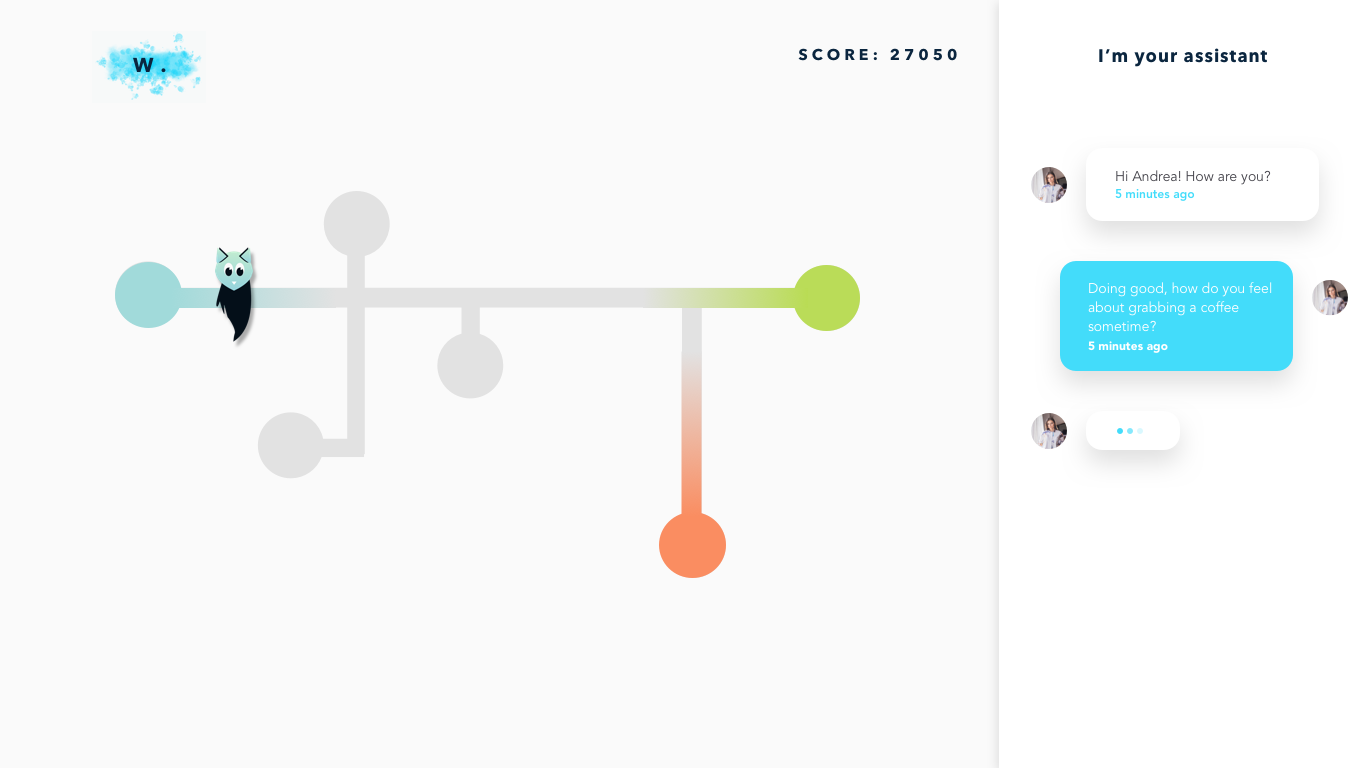 W.
SCORE: 27050
I’m your assistant
Hi Andrea! How are you?
5 minutes ago
Doing good, how do you feel
about grabbing a coffee
sometime?
5 minutes ago